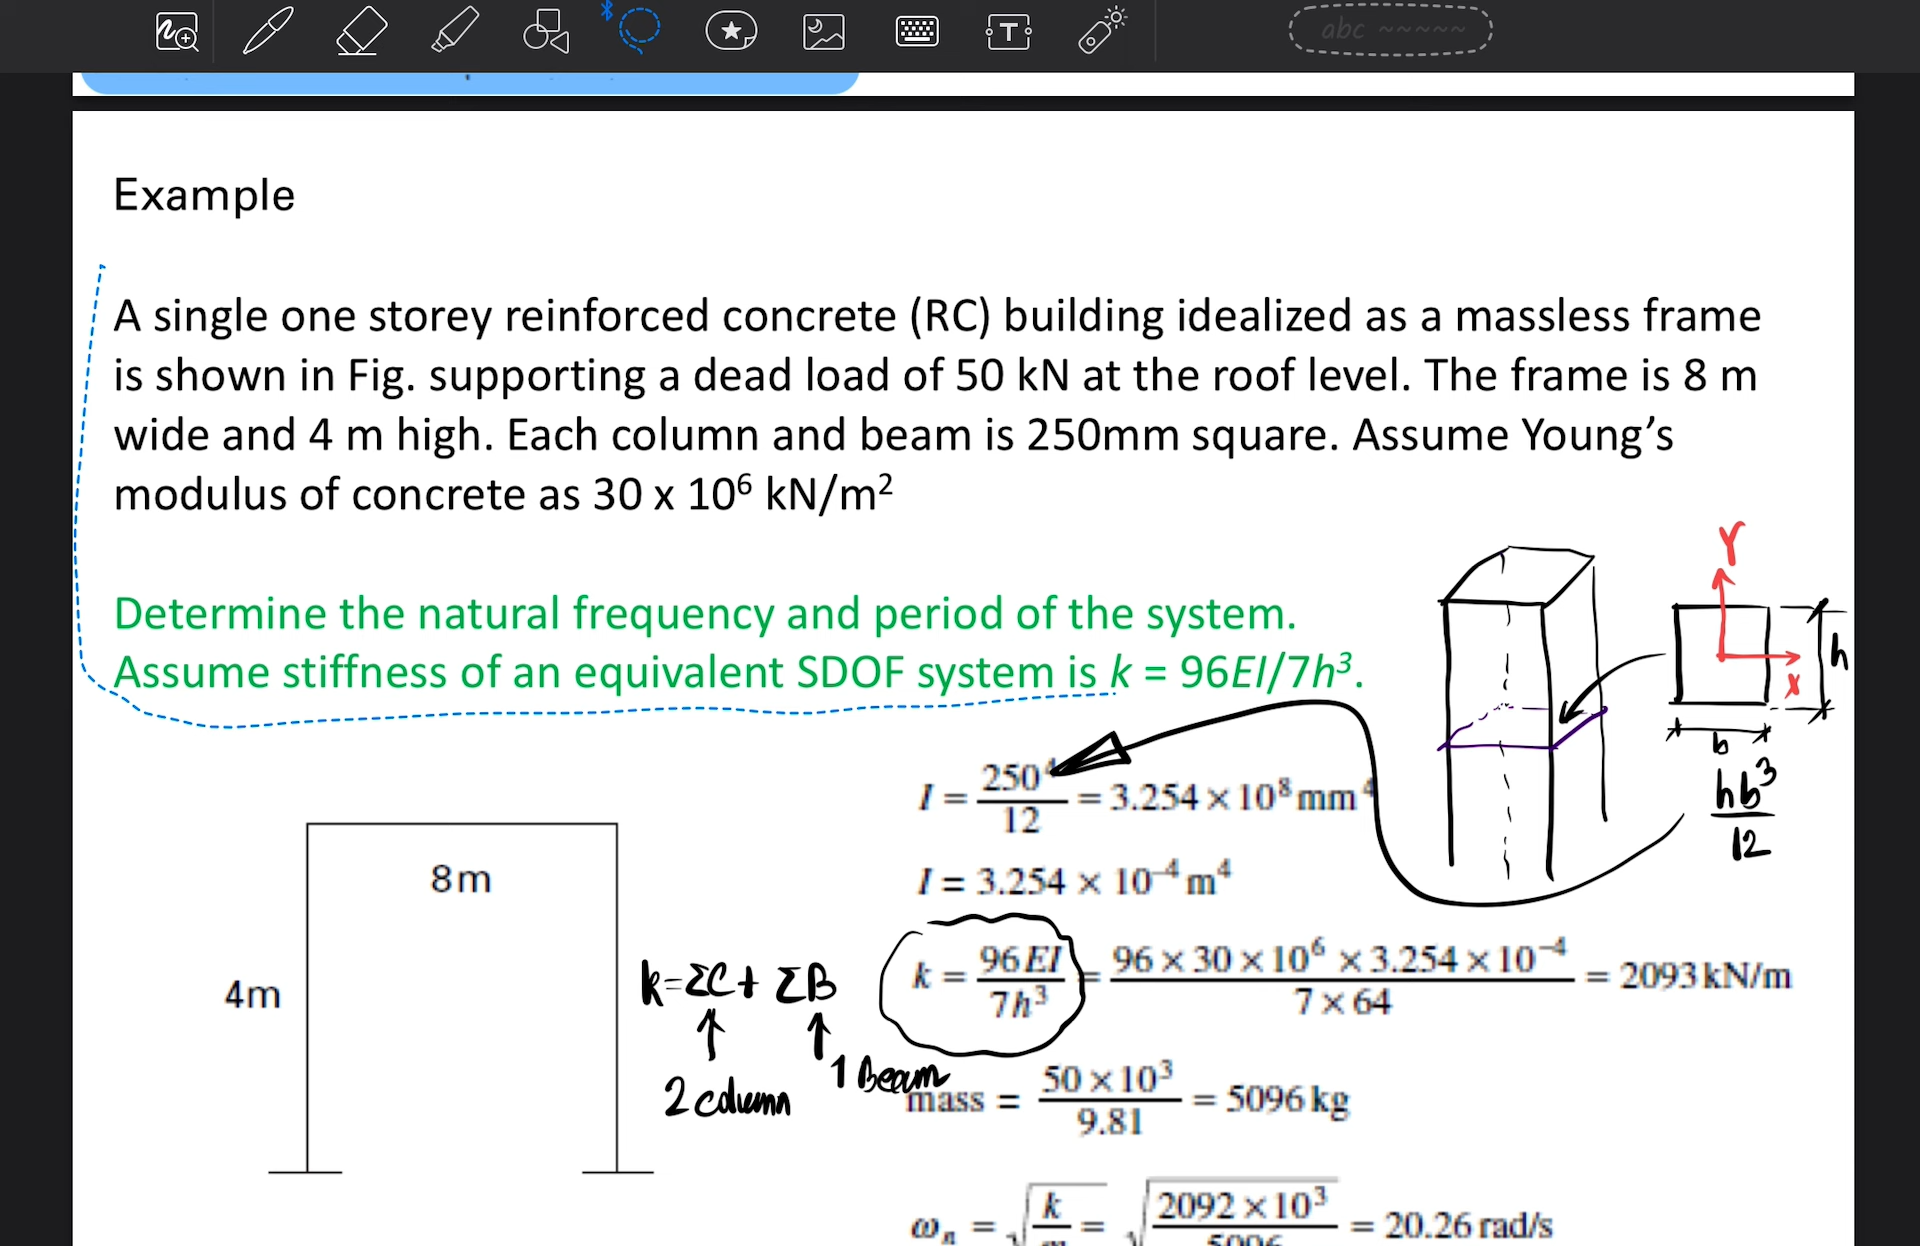 abc
Example
A single one storey reinforced concrete (RC) building idealized as a massless frame
is shown in Fig. supporting a dead load of 50 kN at the roof level. The frame is 8 m
wide and 4 m high. Each column and beam is 250mm square. Assume Young's
modulus of concrete as 30 x 10⁶ kN/m²
Determine the natural frequency and period of the system.
Assume stiffness of an equivalent SDOF system is k = 96EI/7h³.
Y
h
x
b
hb³/12
I = 250⁴/12 = 3.254 × 10⁸ mm⁴
I = 3.254 × 10⁻⁴ m⁴
8m
4m
k=ΣC+ ΣB
2 column
1 Beam
k = 96EI/7h³ = 96 × 30 × 10⁶ × 3.254 × 10⁻⁴/7 × 64 = 2093 kN/m
mass = 50 × 10³/9.81 = 5096 kg
ωₙ = √k/m = √2092 × 10³/5096 = 20.26 rad/s